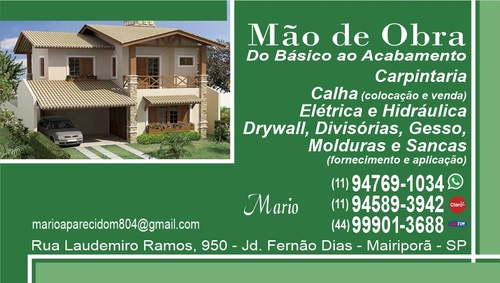 Mão de Obra
Do Básico ao Acabamento
Carpintaria
Calha (colocação e venda)
Elétrica e Hidráulica
Drywall, Divisórias, Gesso,
Molduras e Sancas
(fornecimento e aplicação)
(11) 94769-1034
Mario (11) 94589-3942 Claro
(44) 99901-3688 TIM
marioaparecidom804@gmail.com
Rua Laudemiro Ramos, 950 - Jd. Fernão Dias - Mairiporã - SP